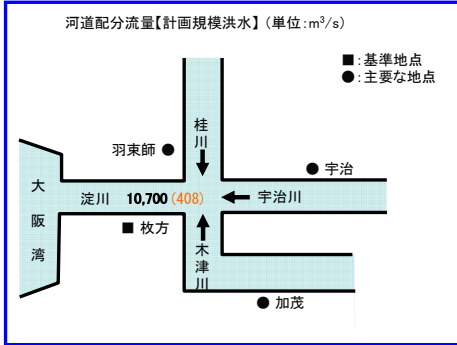 河道配分流量【計画規模洪水】（単位:m³/s）
■:基準地点
●:主要な地点
桂川
羽束師 ●
● 宇治
大阪湾
淀川 10,700 (408)
宇治川
■ 枚方
木津川
● 加茂